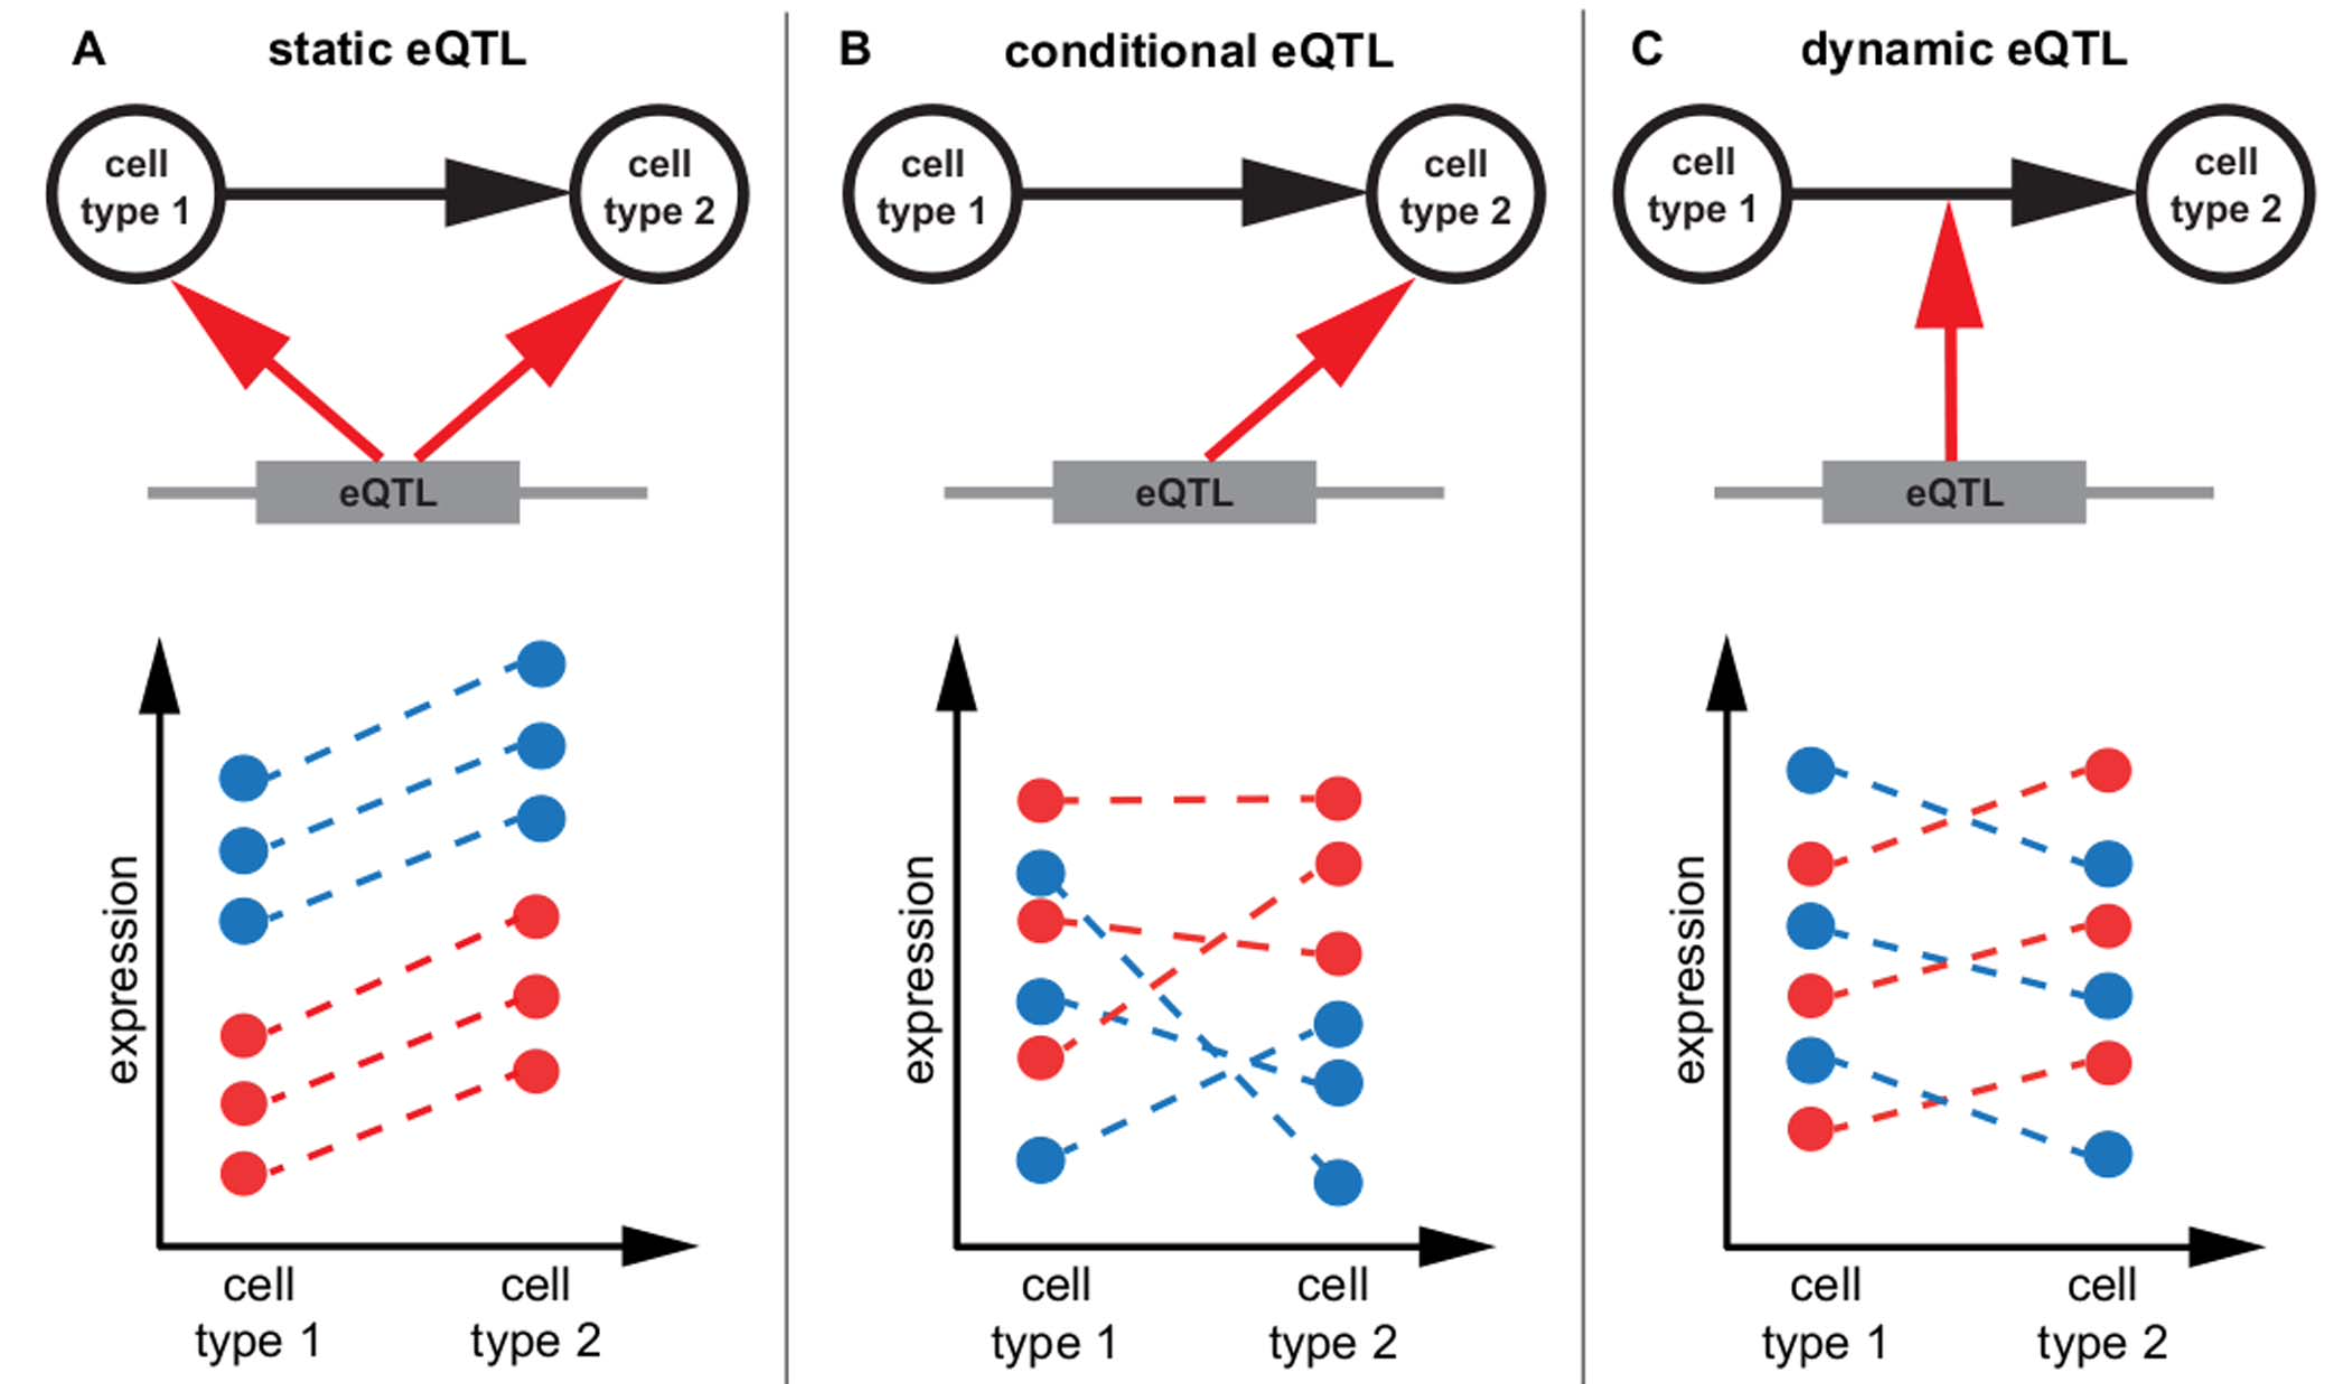 A static eQTL
cell
type 1
cell
type 2
eQTL
expression
cell
type 1
cell
type 2
B conditional eQTL
cell
type 1
cell
type 2
eQTL
expression
cell
type 1
cell
type 2
C dynamic eQTL
cell
type 1
cell
type 2
eQTL
expression
cell
type 1
cell
type 2